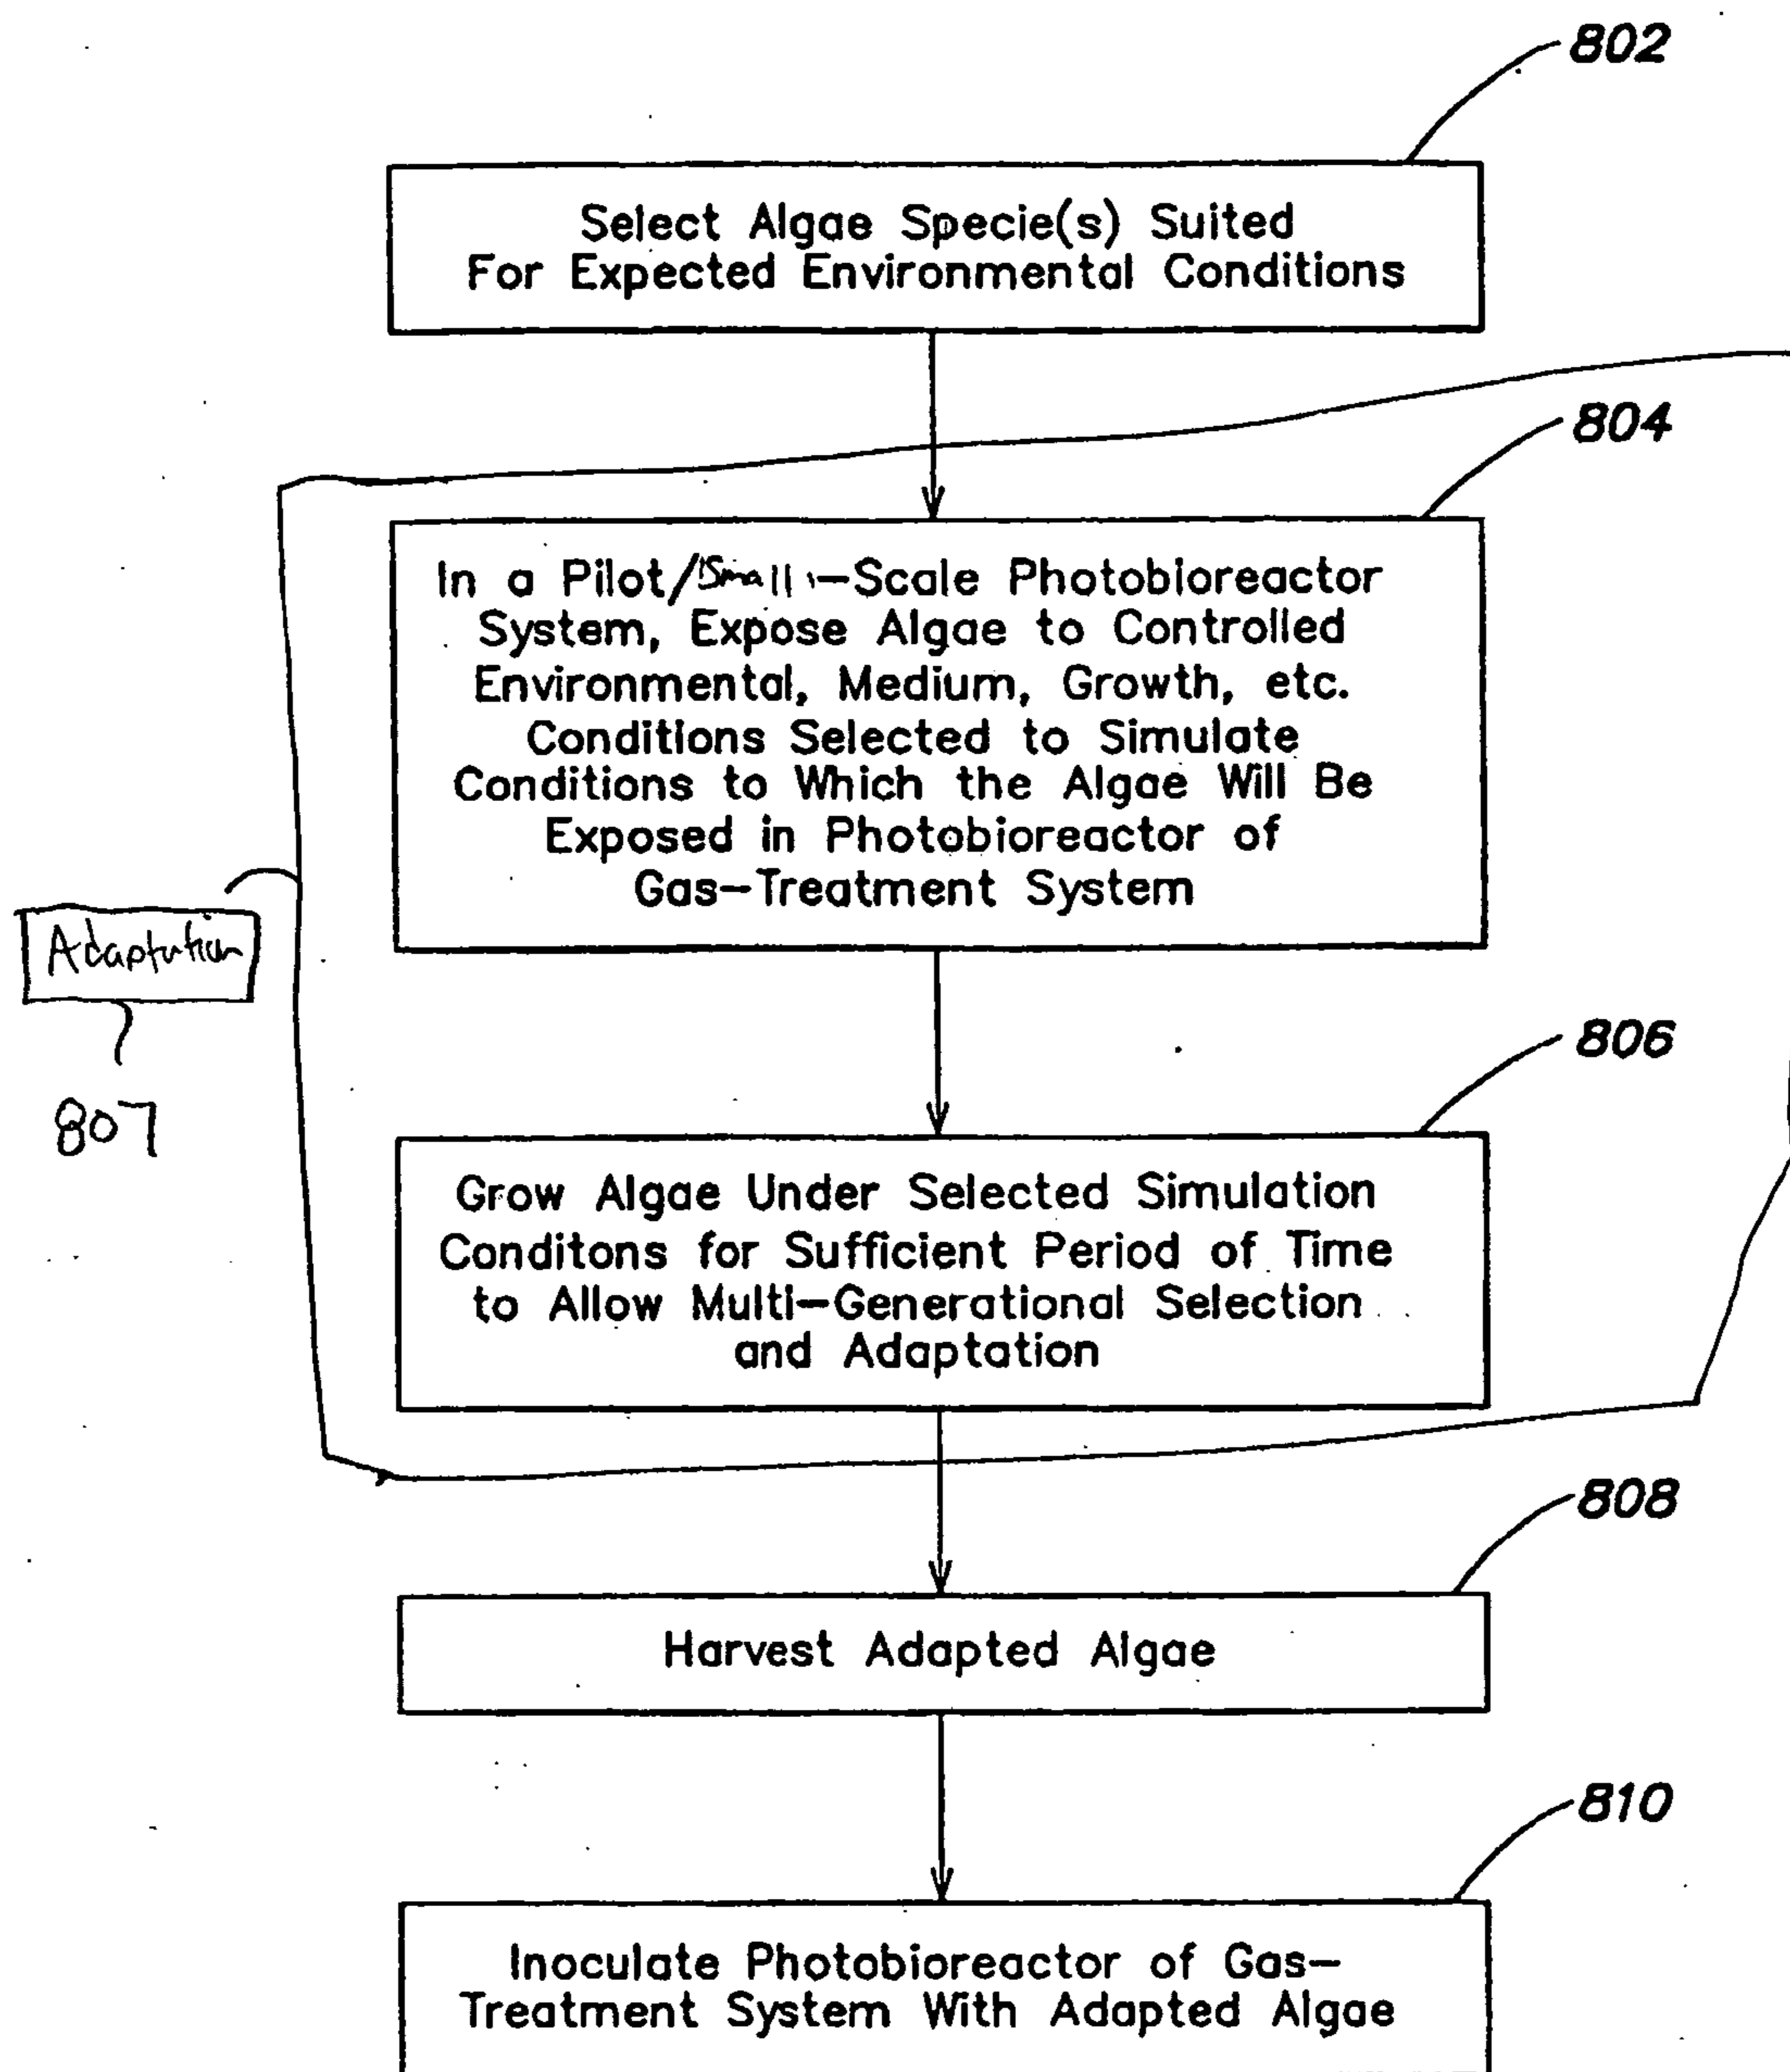 802
Select Algae Specie(s) Suited
For Expected Environmental Conditions
804
In a Pilot/Small-Scale Photobioreactor
System, Expose Algae to Controlled
Environmental, Medium, Growth, etc.
Conditions Selected to Simulate
Conditions to Which the Algae Will Be
Exposed in Photobioreactor of
Gas-Treatment System
Adaptation
807
806
Grow Algae Under Selected Simulation
Conditons for Sufficient Period of Time
to Allow Multi-Generational Selection
and Adaptation
808
Harvest Adapted Algae
810
Inoculate Photobioreactor of Gas-
Treatment System With Adapted Algae